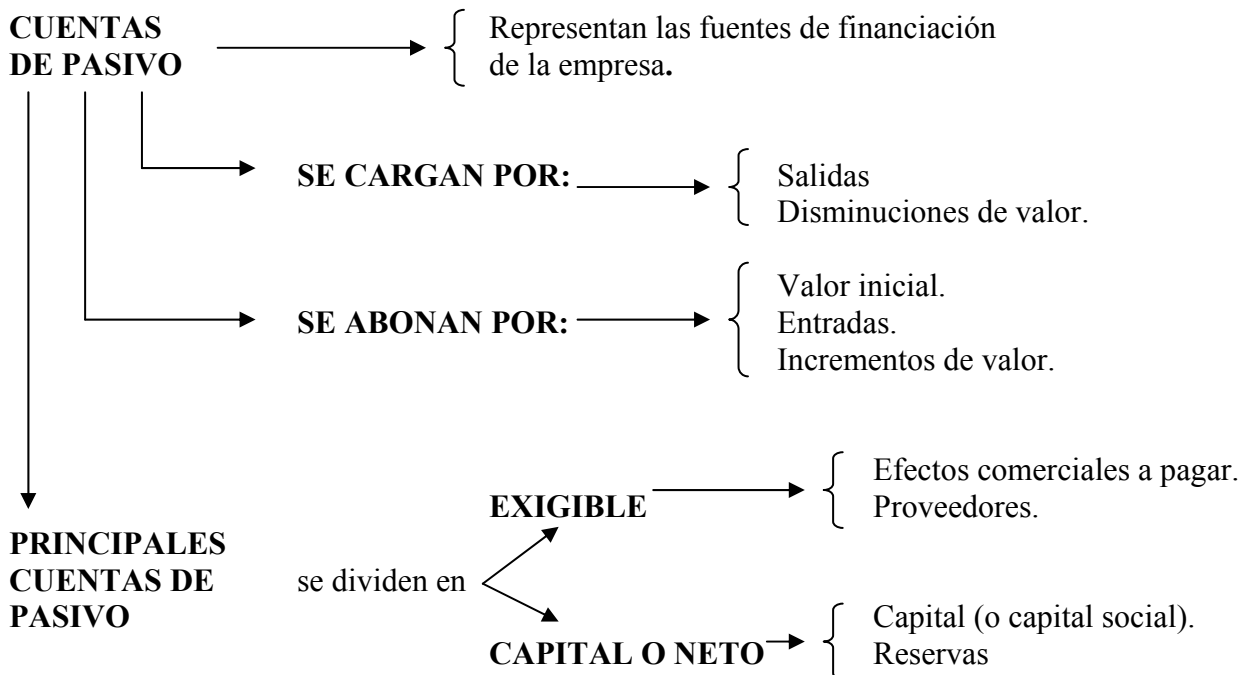 CUENTAS
DE PASIVO
Representan las fuentes de financiación
de la empresa.
SE CARGAN POR:
Salidas
Disminuciones de valor.
SE ABONAN POR:
Valor inicial.
Entradas.
Incrementos de valor.
PRINCIPALES
CUENTAS DE
PASIVO
se dividen en
EXIGIBLE
Efectos comerciales a pagar.
Proveedores.
CAPITAL O NETO
Capital (o capital social).
Reservas